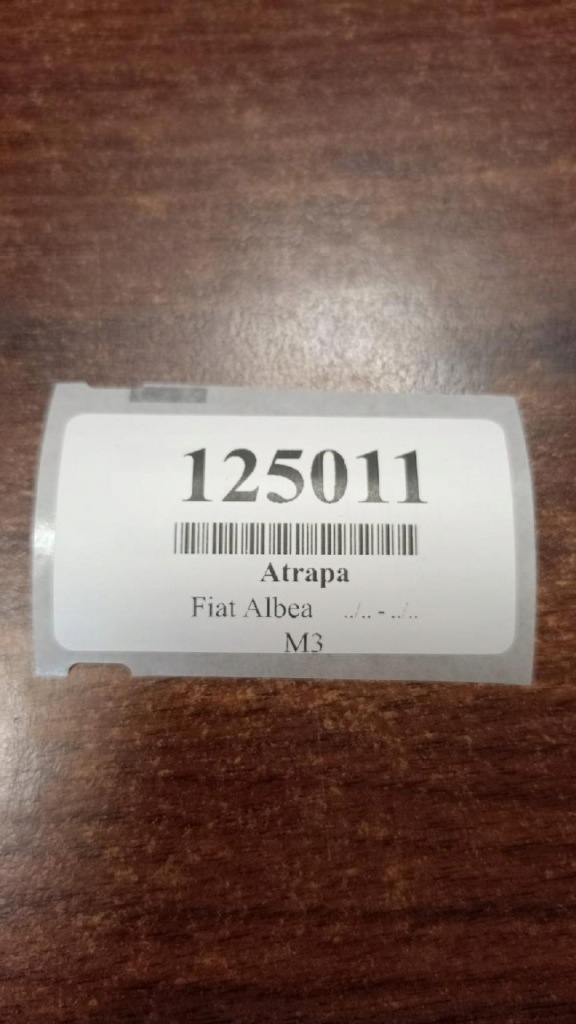 125011
Atrapa
Fiat Albea ../.. - ../..
M3